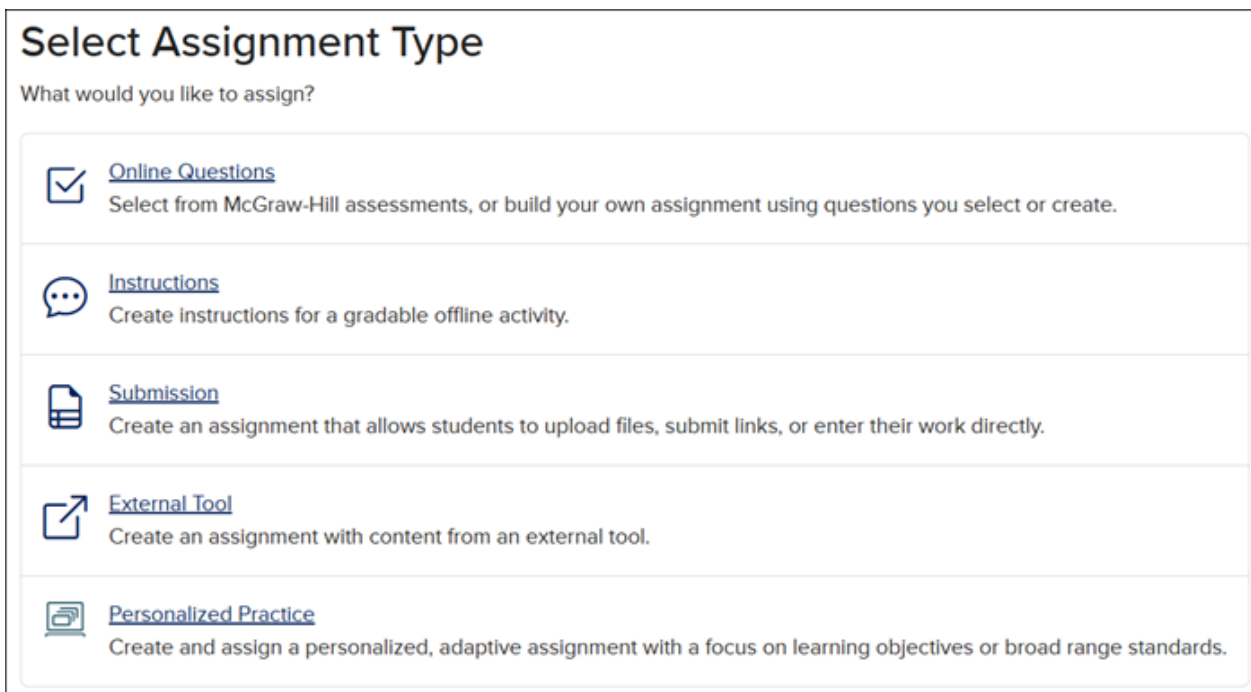 Select Assignment Type
What would you like to assign?
Online Questions
Select from McGraw-Hill assessments, or build your own assignment using questions you select or create.
Instructions
Create instructions for a gradable offline activity.
Submission
Create an assignment that allows students to upload files, submit links, or enter their work directly.
External Tool
Create an assignment with content from an external tool.
Personalized Practice
Create and assign a personalized, adaptive assignment with a focus on learning objectives or broad range standards.